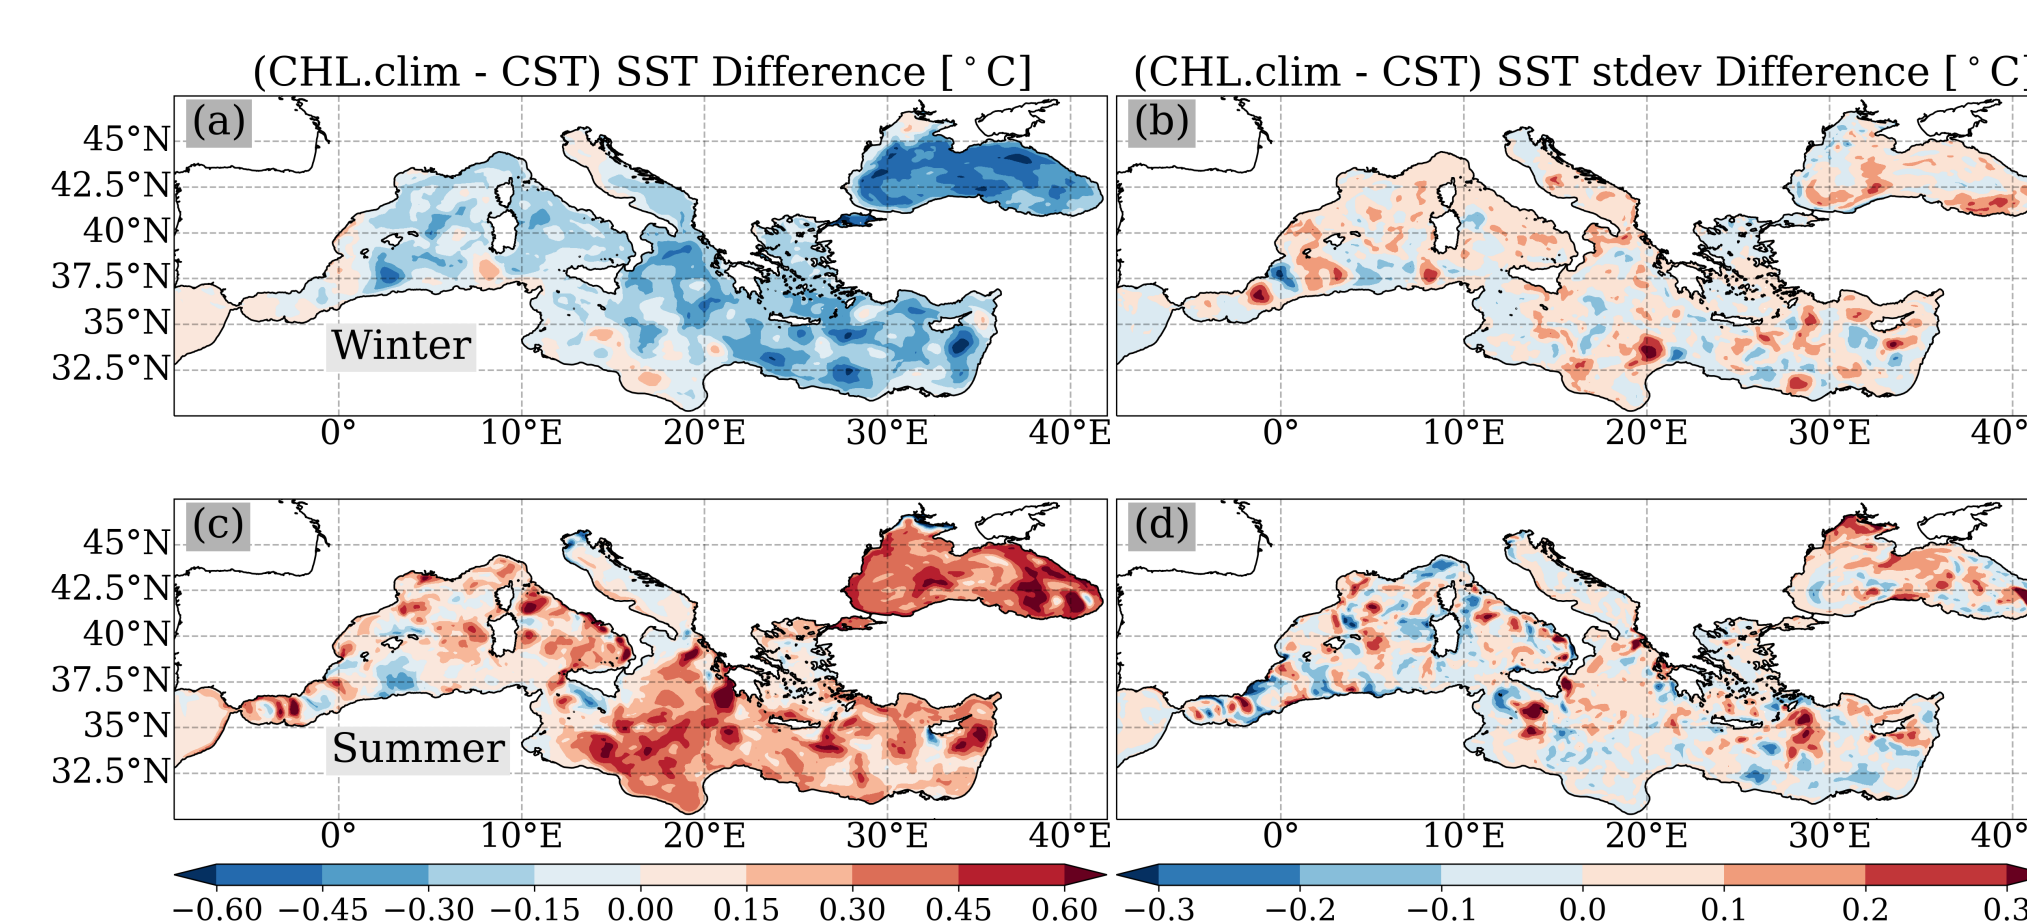 (CHL.clim - CST) SST Difference [°C]
(CHL.clim - CST) SST stdev Difference [°C]
(a)
(b)
45°N
42.5°N
40°N
37.5°N
35°N
32.5°N
Winter
0° 10°E 20°E 30°E 40°E
0° 10°E 20°E 30°E 40°
(c)
(d)
45°N
42.5°N
40°N
37.5°N
35°N
32.5°N
Summer
0° 10°E 20°E 30°E 40°E
0° 10°E 20°E 30°E 40°
−0.60 −0.45 −0.30 −0.15 0.00 0.15 0.30 0.45 0.60
−0.3 −0.2 −0.1 0.0 0.1 0.2 0.3